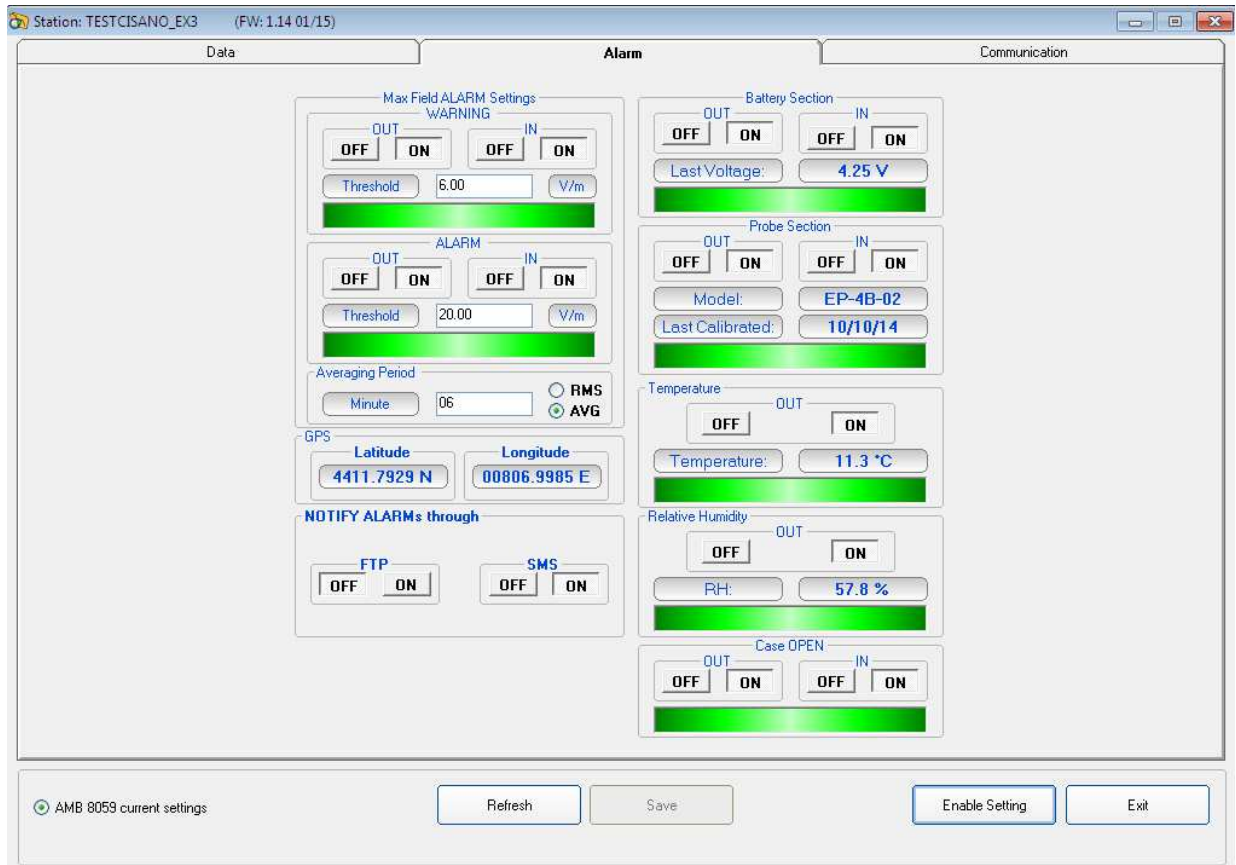 Station: TESTCISANO_EX3 (FW: 1.14 01/15)
Data Alarm Communication
Max Field ALARM Settings
WARNING
OUT IN
OFF ON OFF ON
Threshold 6.00 V/m
ALARM
OUT IN
OFF ON OFF ON
Threshold 20.00 V/m
Averaging Period
Minute 06
RMS
AVG
GPS
Latitude Longitude
4411.7929 N 00806.9985 E
NOTIFY ALARMs through
FTP SMS
OFF ON OFF ON
Battery Section
OUT IN
OFF ON OFF ON
Last Voltage: 4.25 V
Probe Section
OUT IN
OFF ON OFF ON
Model: EP-4B-02
Last Calibrated: 10/10/14
Temperature
OUT
OFF ON
Temperature: 11.3 °C
Relative Humidity
OUT
OFF ON
RH: 57.8 %
Case OPEN
OUT IN
OFF ON OFF ON
AMB 8059 current settings
Refresh Save Enable Setting Exit